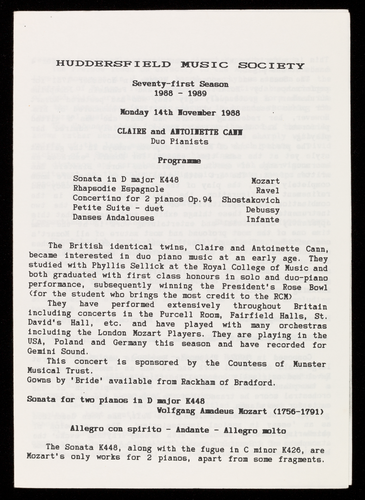 HUDDERSFIELD MUSIC SOCIETY
Seventy-first Season
1988 - 1989
Monday 14th November 1988
CLAIRE and ANTOINETTE CANN
Duo Pianists
Programme
Sonata in D major K448 Mozart
Rhapsodie Espagnole Ravel
Concertino for 2 pianos Op.94 Shostakovich
Petite Suite - duet Debussy
Danses Andalouses Infante
The British identical twins, Claire and Antoinette Cann,
became interested in duo piano music at an early age. They
studied with Phyllis Sellick at the Royal College of Music and
both graduated with first class honours in solo and duo-piano
performance, subsequently winning the President's Rose Bowl
(for the student who brings the most credit to the RCM)
They have performed extensively throughout Britain
including concerts in the Purcell Room, Fairfield Halls, St.
David's Hall, etc. and have played with many orchestras
including the London Mozart Players. They are playing in the
USA, Poland and Germany this season and have recorded for
Gemini Sound.
This concert is sponsored by the Countess of Munster
Musical Trust.
Gowns by 'Bride' available from Rackham of Bradford.
Sonata for two pianos in D major K448
Wolfgang Amadeus Mozart (1756-1791)
Allegro con spirito - Andante - Allegro molto
The Sonata K448, along with the fugue in C minor K426, are
Mozart's only works for 2 pianos, apart from some fragments.